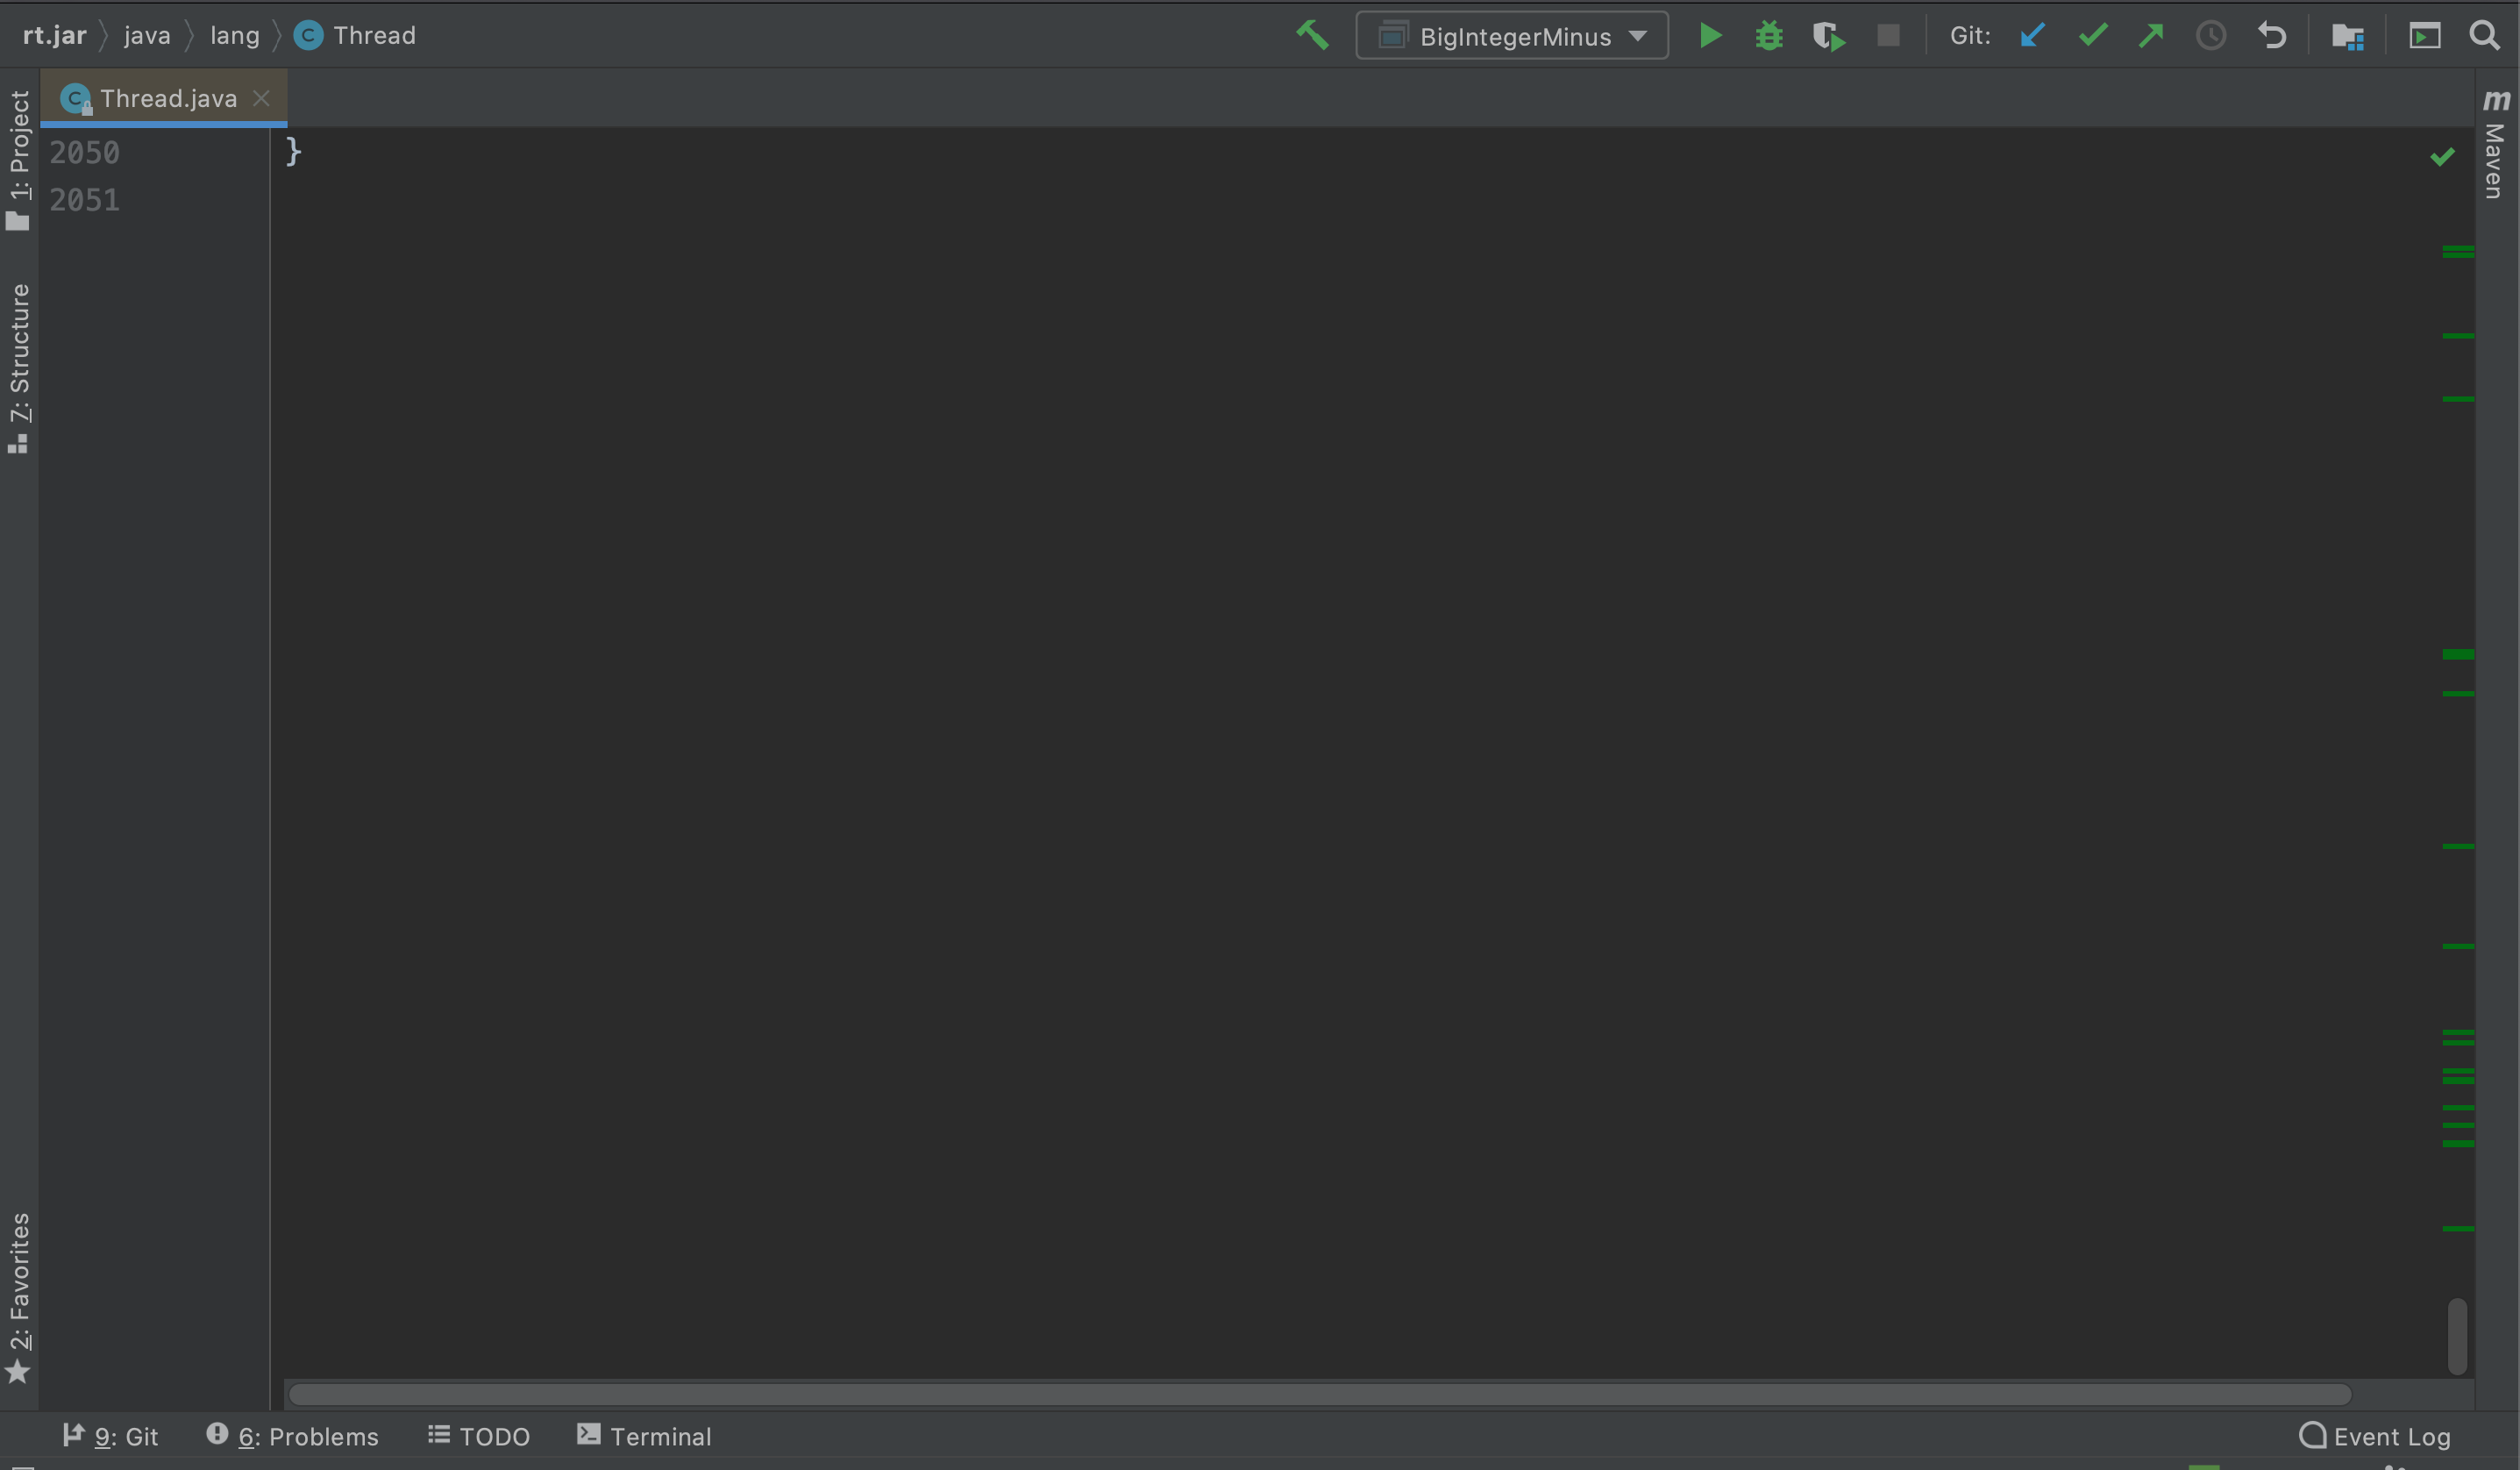 rt.jar java lang C Thread BigIntegerMinus Git:
C Thread.java
1: Project
7: Structure
2: Favorites
2050 }
2051
m Maven
9: Git 6: Problems TODO Terminal Event Log